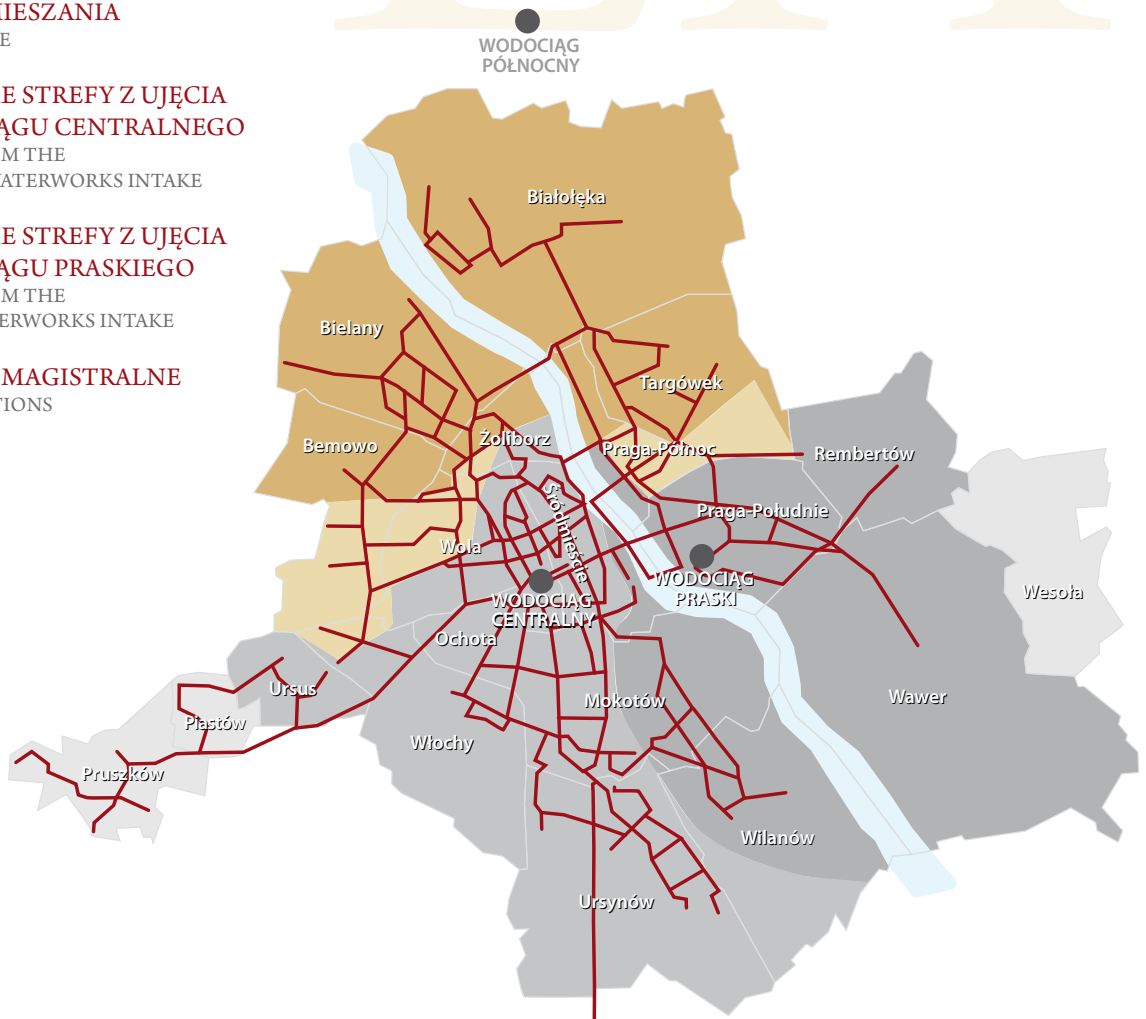 MIESZANIA
E
E STREFY Z UJĘCIA
ĄGU CENTRALNEGO
M THE
WATERWORKS INTAKE
E STREFY Z UJĘCIA
ĄGU PRASKIEGO
M THE
ERWORKS INTAKE
MAGISTRALNE
TIONS
WODOCIĄG
PÓŁNOCNY
Białołęka
Bielany
Targówek
Żoliborz
Bemowo
Praga-Północ
Rembertów
Śródmieście
Praga-Południe
Wola
WODOCIĄG
PRASKI
Wesoła
WODOCIĄG
CENTRALNY
Ochota
Ursus
Mokotów
Wawer
Piastów
Włochy
Pruszków
Wilanów
Ursynów